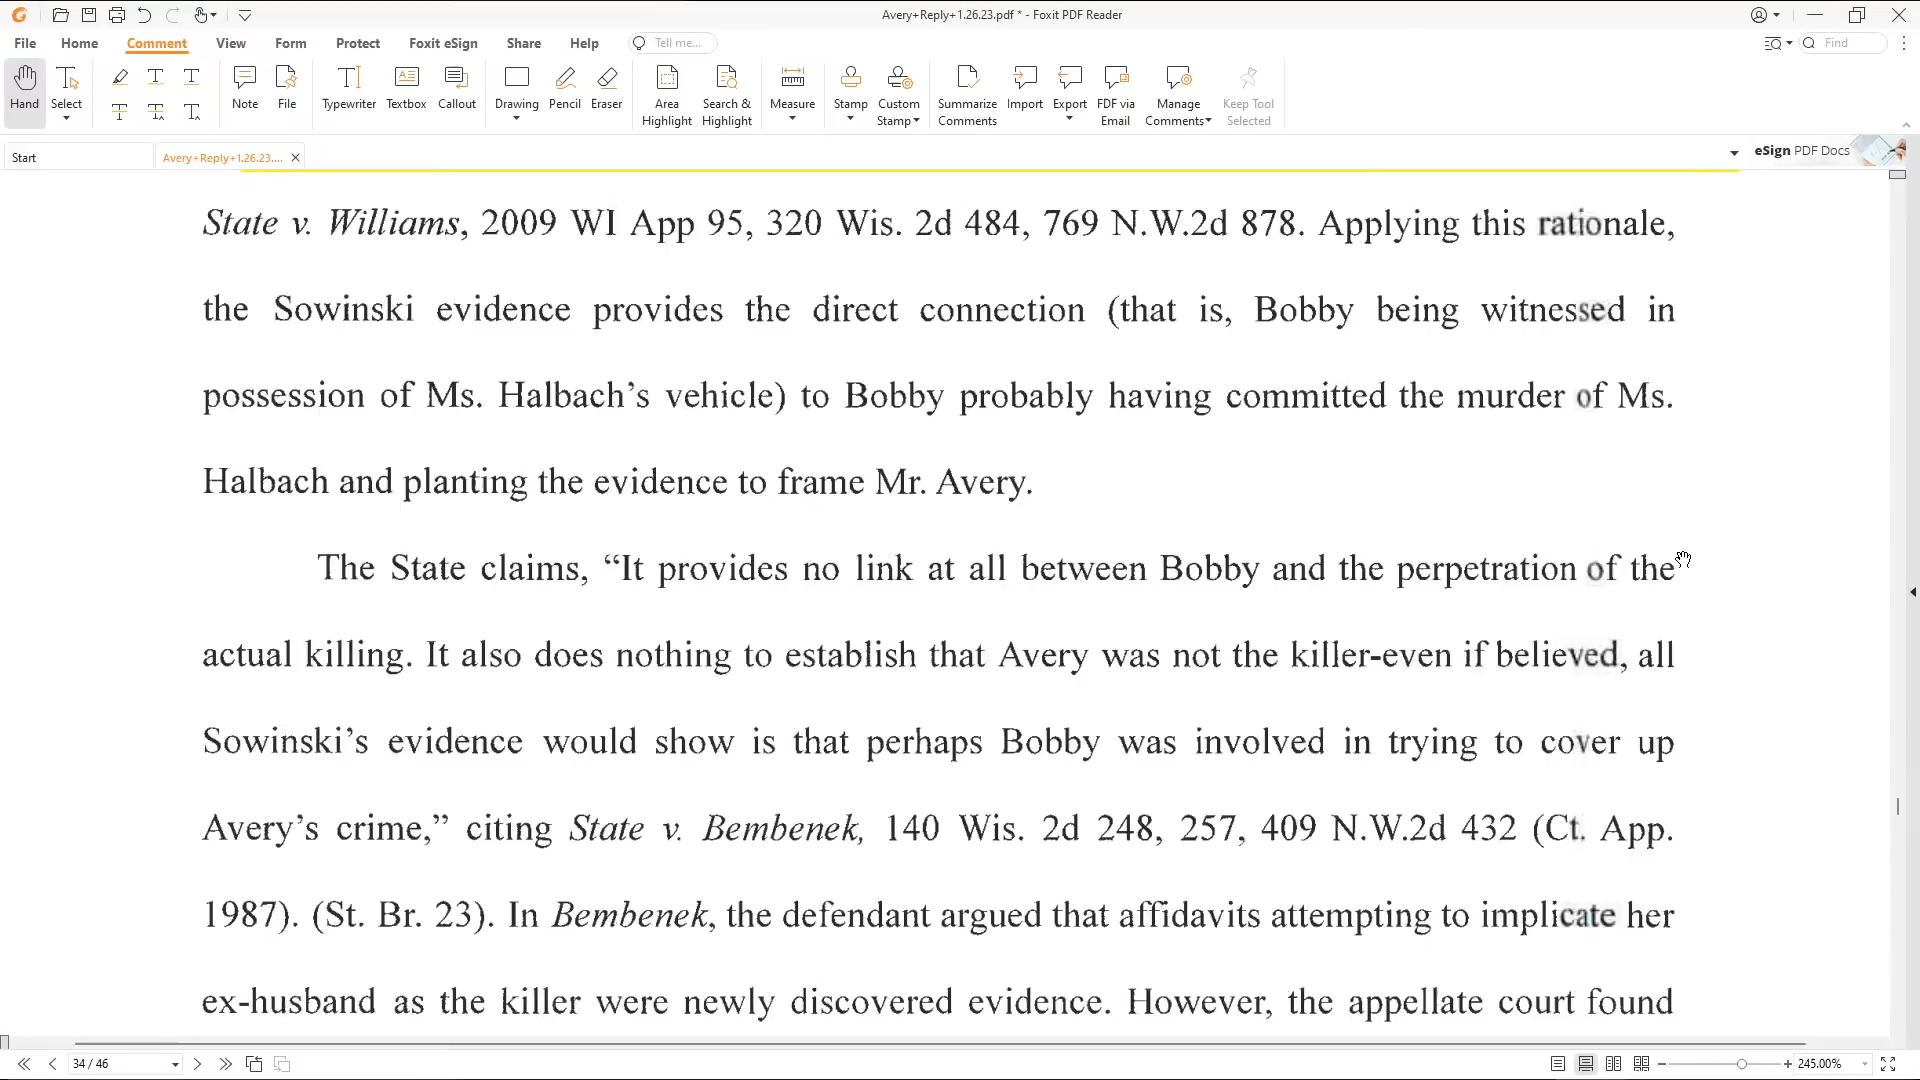 Avery+Reply+1.26.23.pdf * - Foxit PDF Reader
File Home Comment View Form Protect Foxit eSign Share Help Tell me... Find
Hand Select Note File Typewriter Textbox Callout Drawing Pencil Eraser Area Highlight Search & Highlight Measure Stamp Custom Stamp Summarize Comments Import Export FDF via Email Manage Comments Keep Tool Selected
Start Avery+Reply+1.26.23.... eSign PDF Docs
State v. Williams, 2009 WI App 95, 320 Wis. 2d 484, 769 N.W.2d 878. Applying this rationale,
the Sowinski evidence provides the direct connection (that is, Bobby being witnessed in
possession of Ms. Halbach’s vehicle) to Bobby probably having committed the murder of Ms.
Halbach and planting the evidence to frame Mr. Avery.
The State claims, “It provides no link at all between Bobby and the perpetration of the
actual killing. It also does nothing to establish that Avery was not the killer-even if believed, all
Sowinski’s evidence would show is that perhaps Bobby was involved in trying to cover up
Avery’s crime,” citing State v. Bembenek, 140 Wis. 2d 248, 257, 409 N.W.2d 432 (Ct. App.
1987). (St. Br. 23). In Bembenek, the defendant argued that affidavits attempting to implicate her
ex-husband as the killer were newly discovered evidence. However, the appellate court found
34 / 46 245.00%